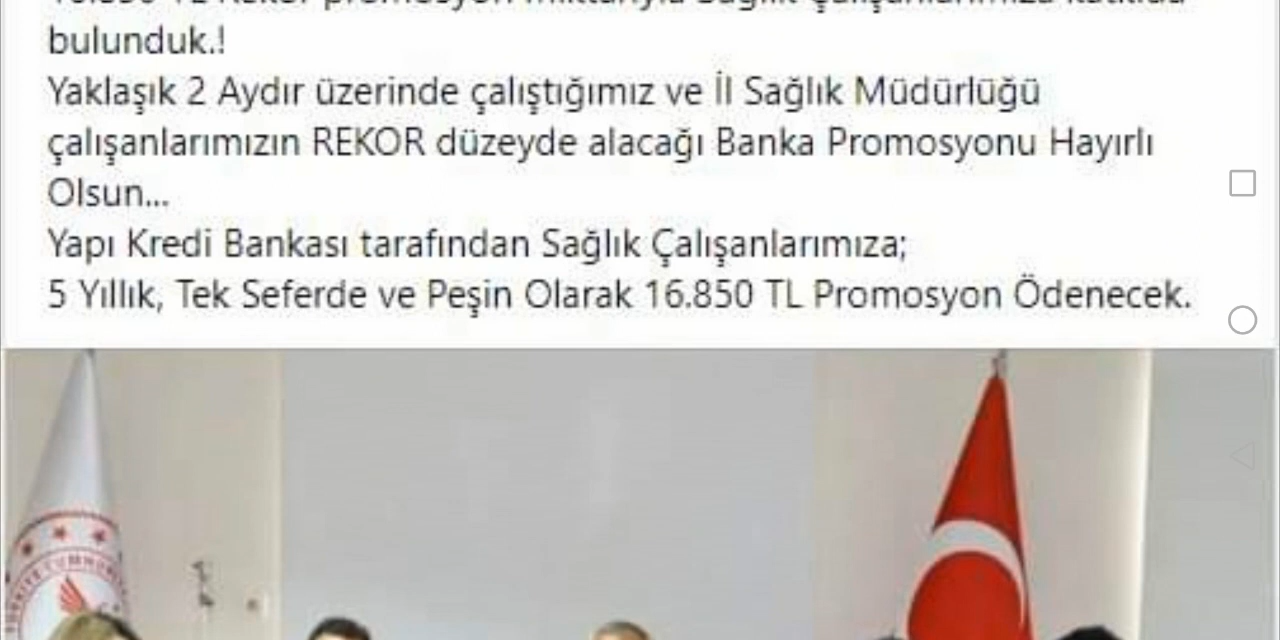 bulunduk.!
Yaklaşık 2 Aydır üzerinde çalıştığımız ve İl Sağlık Müdürlüğü
çalışanlarımızın REKOR düzeyde alacağı Banka Promosyonu Hayırlı
Olsun...
Yapı Kredi Bankası tarafından Sağlık Çalışanlarımıza;
5 Yıllık, Tek Seferde ve Peşin Olarak 16.850 TL Promosyon Ödenecek.